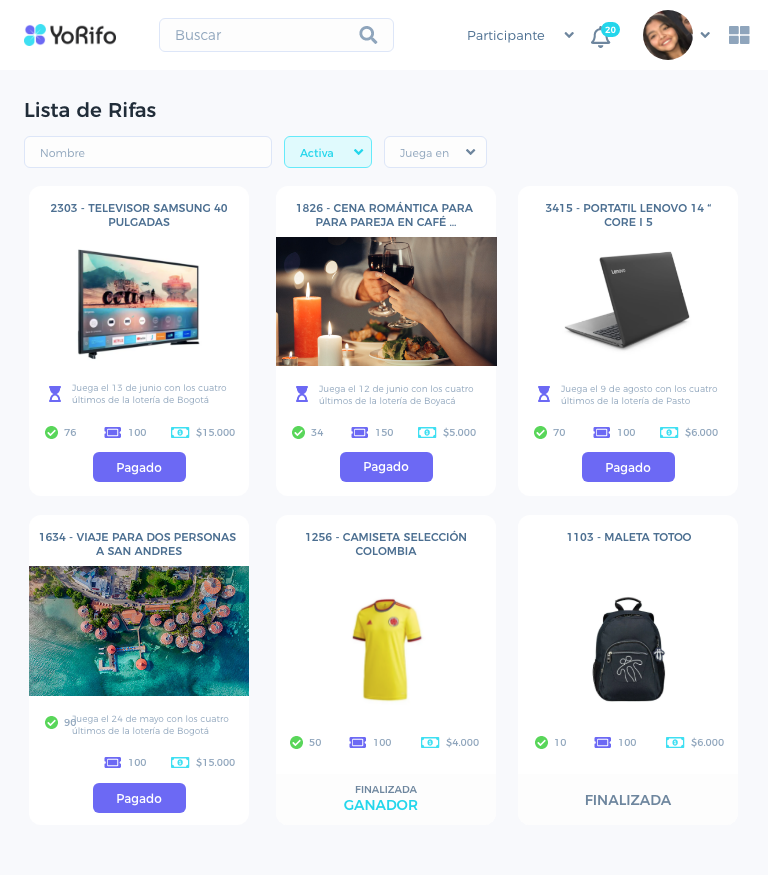 YoRifo
Buscar
Participante
20
Lista de Rifas
Nombre
Activa
Juega en
2303 - TELEVISOR SAMSUNG 40
PULGADAS
Juega el 13 de junio con los cuatro
últimos de la lotería de Bogotá
76
100
$15.000
Pagado
1826 - CENA ROMÁNTICA PARA
PARA PAREJA EN CAFÉ ...
Juega el 12 de junio con los cuatro
últimos de la lotería de Boyacá
34
150
$5.000
Pagado
3415 - PORTATIL LENOVO 14 "
CORE I 5
Lenovo
Juega el 9 de agosto con los cuatro
últimos de la lotería de Pasto
70
100
$6.000
Pagado
1634 - VIAJE PARA DOS PERSONAS
A SAN ANDRES
90
Juega el 24 de mayo con los cuatro
últimos de la lotería de Bogotá
100
$15.000
Pagado
1256 - CAMISETA SELECCIÓN
COLOMBIA
50
100
$4.000
FINALIZADA
GANADOR
1103 - MALETA TOTOO
10
100
$6.000
FINALIZADA